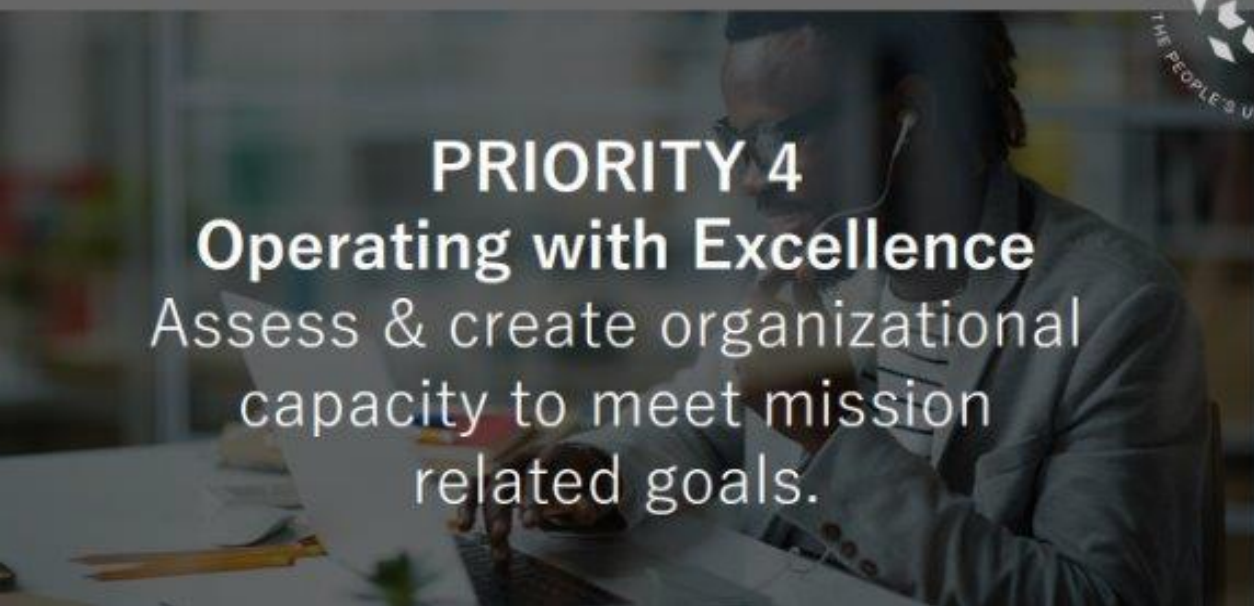 THE PEOPLE'S U
PRIORITY 4
Operating with Excellence
Assess & create organizational
capacity to meet mission
related goals.